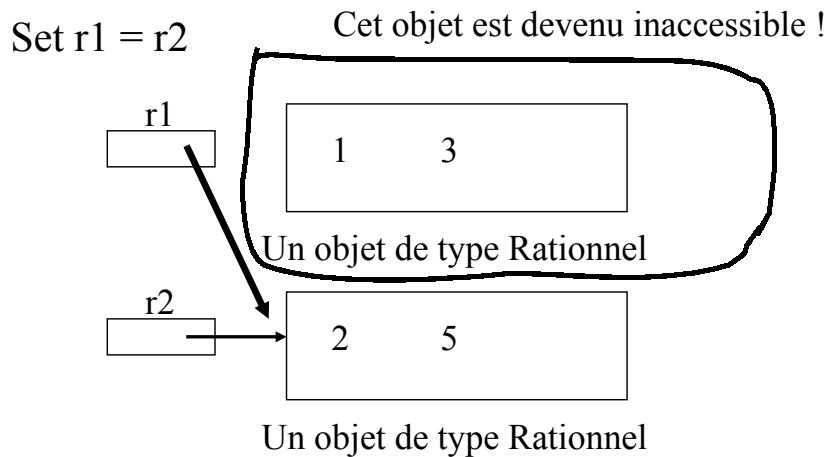 Set r1 = r2
Cet objet est devenu inaccessible !
r1
1 3
Un objet de type Rationnel
r2
2 5
Un objet de type Rationnel